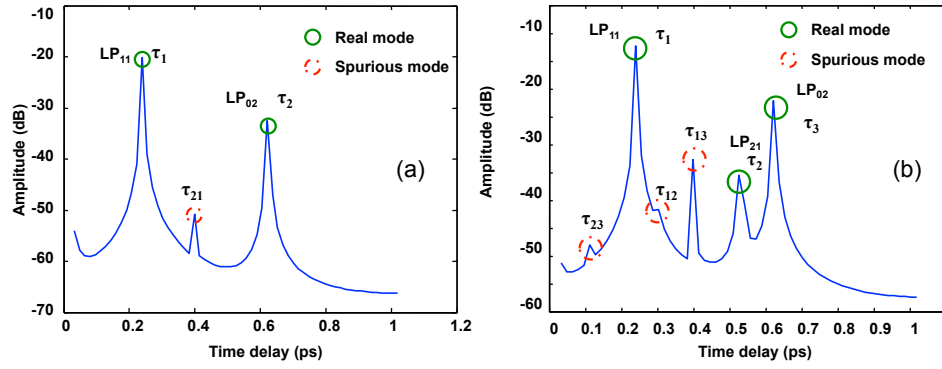 -10
-20
-30
-40
-50
-60
-70
0
0.2
0.4
0.6
0.8
1
1.2
Amplitude (dB)
Time delay (ps)
LP11 τ1
LP02
τ2
τ21
Real mode
Spurious mode
(a)
-10
-20
-30
-40
-50
-60
0
0.1
0.2
0.3
0.4
0.5
0.6
0.7
0.8
0.9
1
Amplitude (dB)
Time delay (ps)
LP11
τ1
τ13
LP21
τ2
LP02
τ3
τ12
τ23
Real mode
Spurious mode
(b)